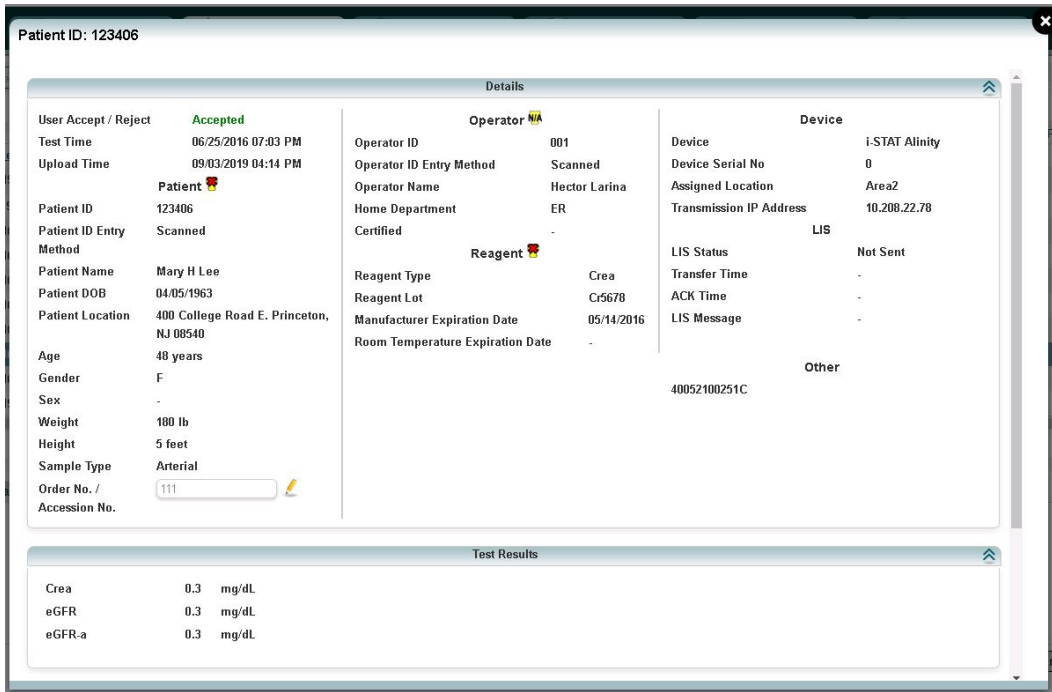 Patient ID: 123406
Details
User Accept / Reject Accepted
Test Time 06/25/2016 07:03 PM
Upload Time 09/03/2019 04:14 PM
Patient
Patient ID 123406
Patient ID Entry Scanned
Method
Patient Name Mary H Lee
Patient DOB 04/05/1963
Patient Location 400 College Road E. Princeton,
NJ 08540
Age 48 years
Gender F
Sex -
Weight 180 lb
Height 5 feet
Sample Type Arterial
Order No. / 111
Accession No.
Operator N/A
Operator ID 001
Operator ID Entry Method Scanned
Operator Name Hector Larina
Home Department ER
Certified -
Reagent
Reagent Type Crea
Reagent Lot Cr5678
Manufacturer Expiration Date 05/14/2016
Room Temperature Expiration Date -
Device
Device i-STAT Alinity
Device Serial No 0
Assigned Location Area2
Transmission IP Address 10.208.22.78
LIS
LIS Status Not Sent
Transfer Time -
ACK Time -
LIS Message -
Other
40052100251C
Test Results
Crea 0.3 mg/dL
eGFR 0.3 mg/dL
eGFR-a 0.3 mg/dL